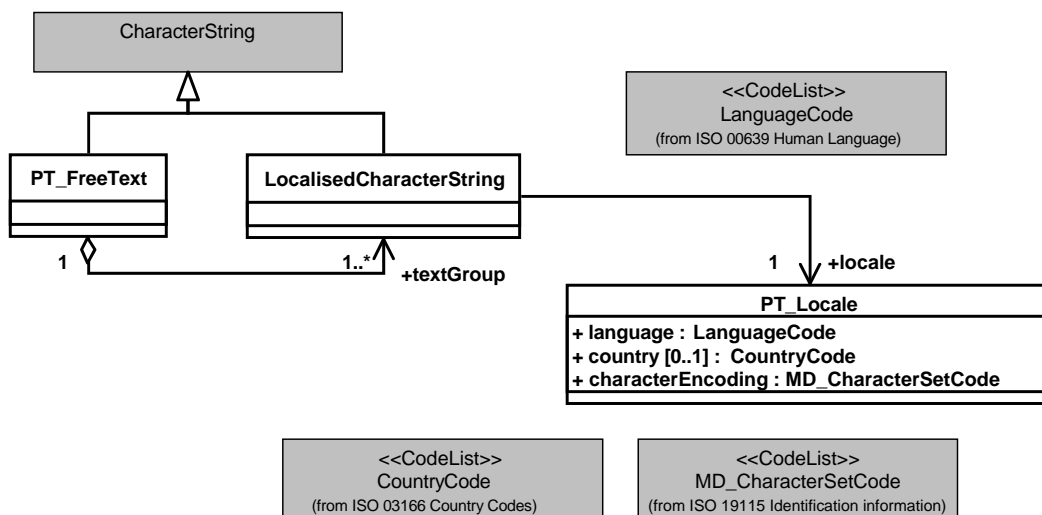 CharacterString
<<CodeList>>
LanguageCode
(from ISO 00639 Human Language)
PT_FreeText
LocalisedCharacterString
1
1..*
+textGroup
1
+locale
PT_Locale
+ language : LanguageCode
+ country [0..1] : CountryCode
+ characterEncoding : MD_CharacterSetCode
<<CodeList>>
CountryCode
(from ISO 03166 Country Codes)
<<CodeList>>
MD_CharacterSetCode
(from ISO 19115 Identification information)